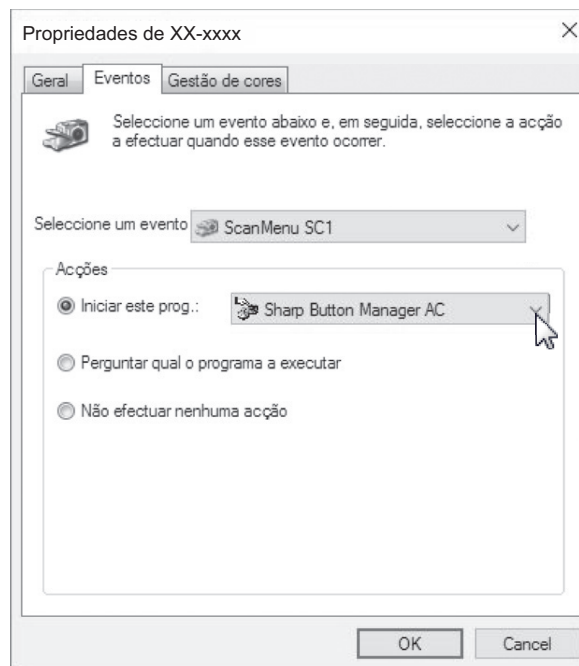 Propriedades de XX-xxxx
Geral
Eventos
Gestão de cores
Seleccione um evento abaixo e, em seguida, seleccione a acção
a efectuar quando esse evento ocorrer.
Seleccione um evento
ScanMenu SC1
Acções
Iniciar este prog.:
Sharp Button Manager AC
Perguntar qual o programa a executar
Não efectuar nenhuma acção
OK
Cancel